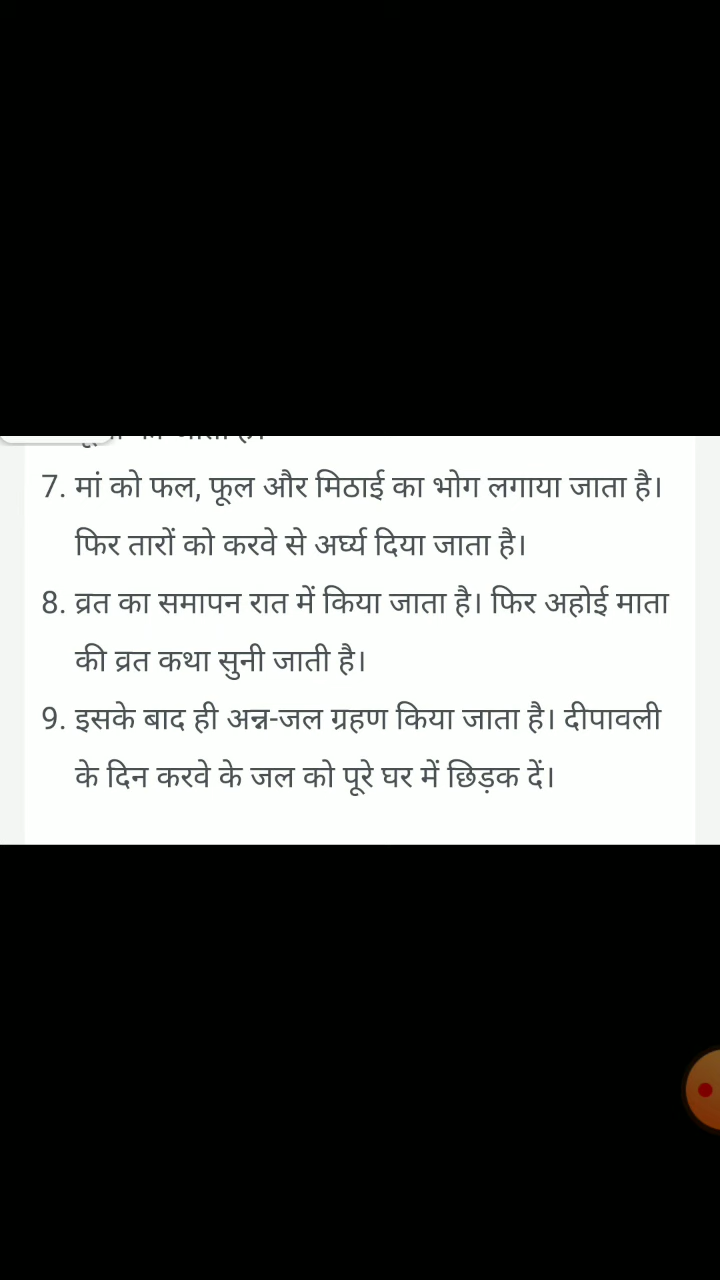 7. मां को फल, फूल और मिठाई का भोग लगाया जाता है।
फिर तारों को करवे से अर्घ्य दिया जाता है।
8. व्रत का समापन रात में किया जाता है। फिर अहोई माता
की व्रत कथा सुनी जाती है।
9. इसके बाद ही अन्न-जल ग्रहण किया जाता है। दीपावली
के दिन करवे के जल को पूरे घर में छिड़क दें।